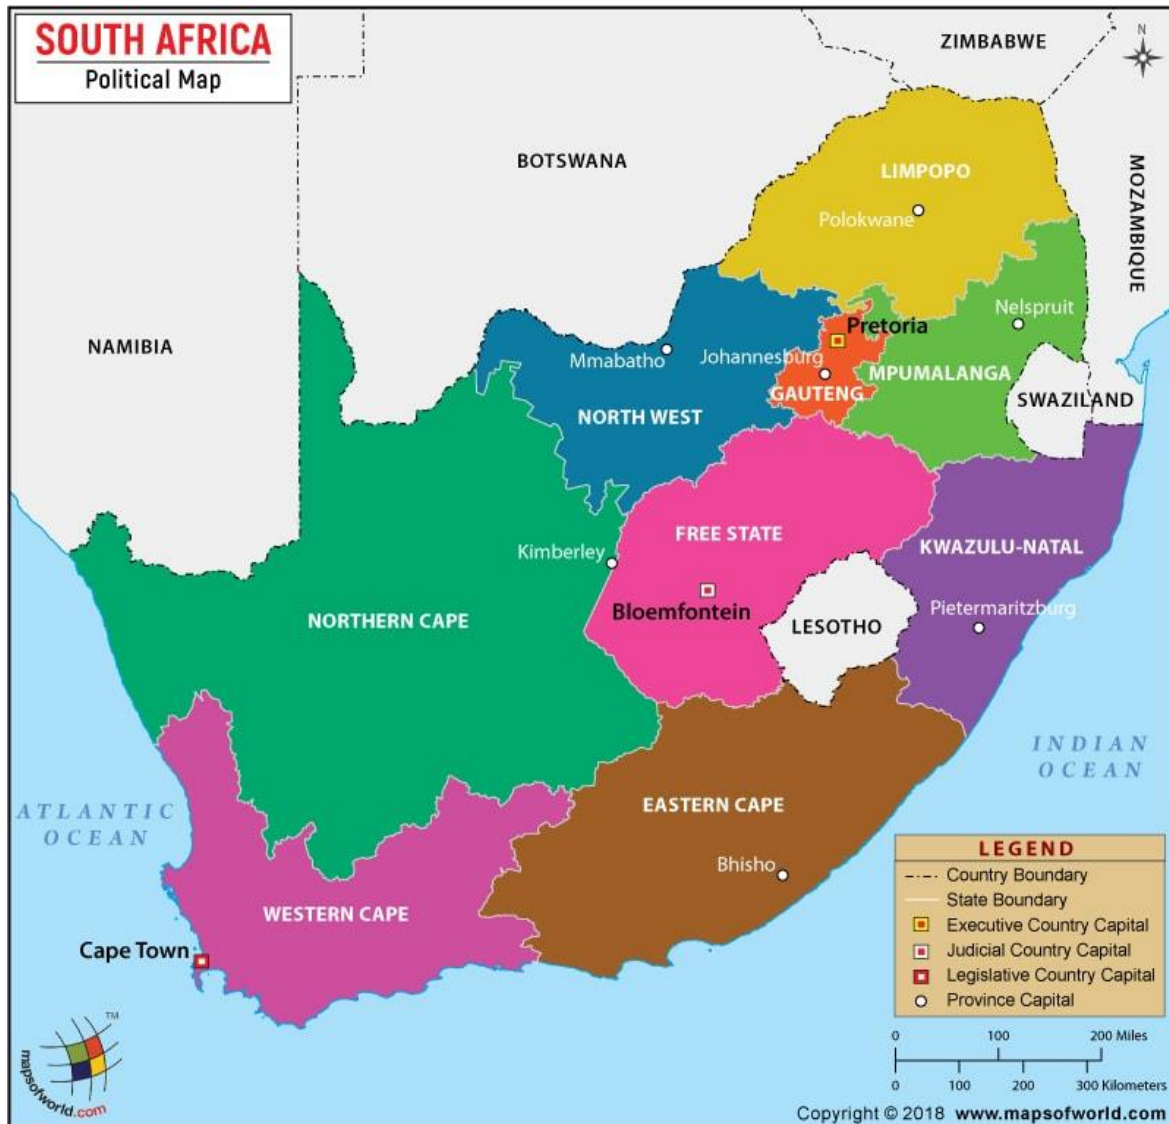 SOUTH AFRICA
Political Map
ZIMBABWE
N
BOTSWANA
LIMPOPO
MOZAMBIQUE
Polokwane
Nelspruit
Pretoria
NAMIBIA
Mmabatho
Johannesburg
MPUMALANGA
GAUTENG
SWAZILAND
NORTH WEST
FREE STATE
Kimberley
KWAZULU-NATAL
Bloemfontein
Pietermaritzburg
NORTHERN CAPE
LESOTHO
INDIAN
OCEAN
ATLANTIC
OCEAN
EASTERN CAPE
Bhisho
WESTERN CAPE
Cape Town
LEGEND
Country Boundary
State Boundary
Executive Country Capital
Judicial Country Capital
Legislative Country Capital
Province Capital
0 100 200 Miles
0 100 200 300 Kilometers
TM
mapsofworld.com
Copyright © 2018 www.mapsofworld.com